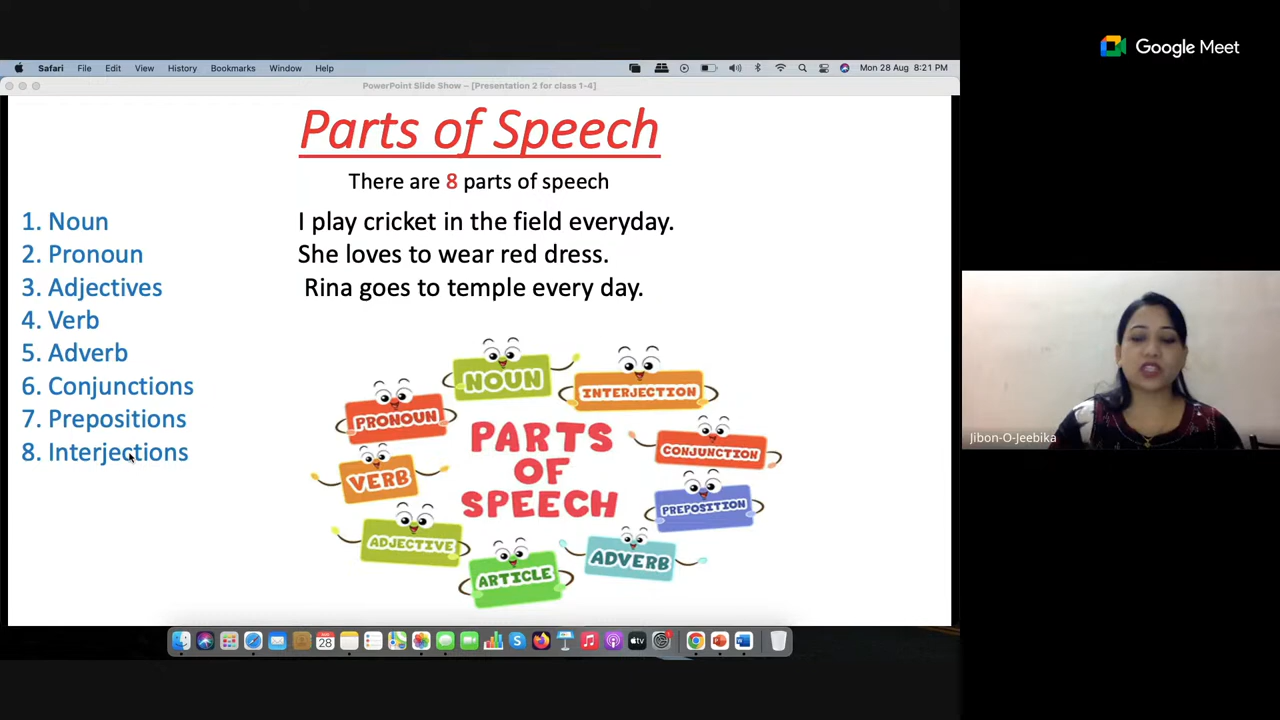 Google Meet
Safari File Edit View History Bookmarks Window Help Mon 28 Aug 8:21 PM
PowerPoint Slide Show – [Presentation 2 for class 1-4]
Parts of Speech
There are 8 parts of speech
1. Noun
2. Pronoun
3. Adjectives
4. Verb
5. Adverb
6. Conjunctions
7. Prepositions
8. Interjections
I play cricket in the field everyday.
She loves to wear red dress.
Rina goes to temple every day.
NOUN
INTERJECTION
PRONOUN
CONJUNCTION
PARTS
OF
SPEECH
VERB
PREPOSITION
ADJECTIVE
ARTICLE
ADVERB
Jibon-O-Jeebika
28
tv